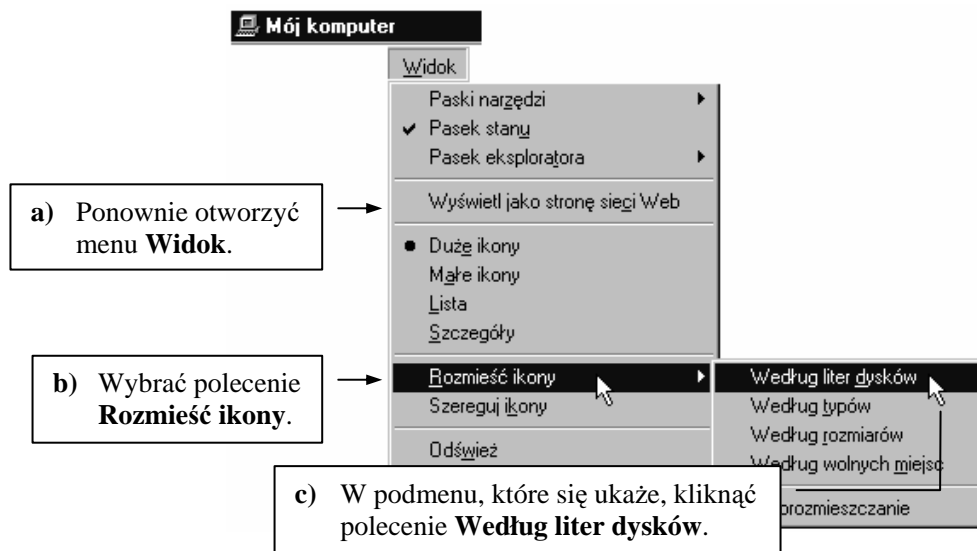 Mój komputer
Widok
Paski narzędzi
Pasek stanu
Pasek eksploratora
Wyświetl jako stronę sieci Web
Duże ikony
Małe ikony
Lista
Szczegóły
Rozmieść ikony
Szereguj ikony
Odśwież
Według liter dysków
Według typów
Według rozmiarów
Według wolnych miejsc
prozmieszczanie
a) Ponownie otworzyć
menu Widok.
b) Wybrać polecenie
Rozmieść ikony.
c) W podmenu, które się ukaże, kliknąć
polecenie Według liter dysków.